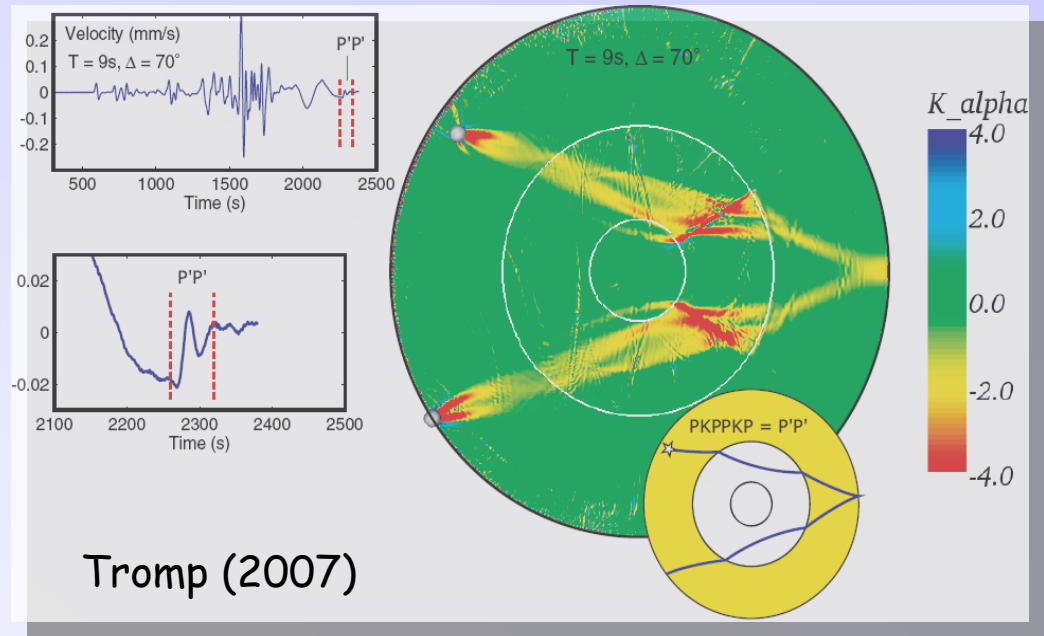 Velocity (mm/s)
T = 9s, Δ = 70°
P'P'
0.2
0.1
0
-0.1
-0.2
500 1000 1500 2000 2500
Time (s)
P'P'
0.02
0
-0.02
2100 2200 2300 2400 2500
Time (s)
T = 9s, Δ = 70°
K_alpha
4.0
2.0
0.0
-2.0
-4.0
PKPPKP = P'P'
Tromp (2007)